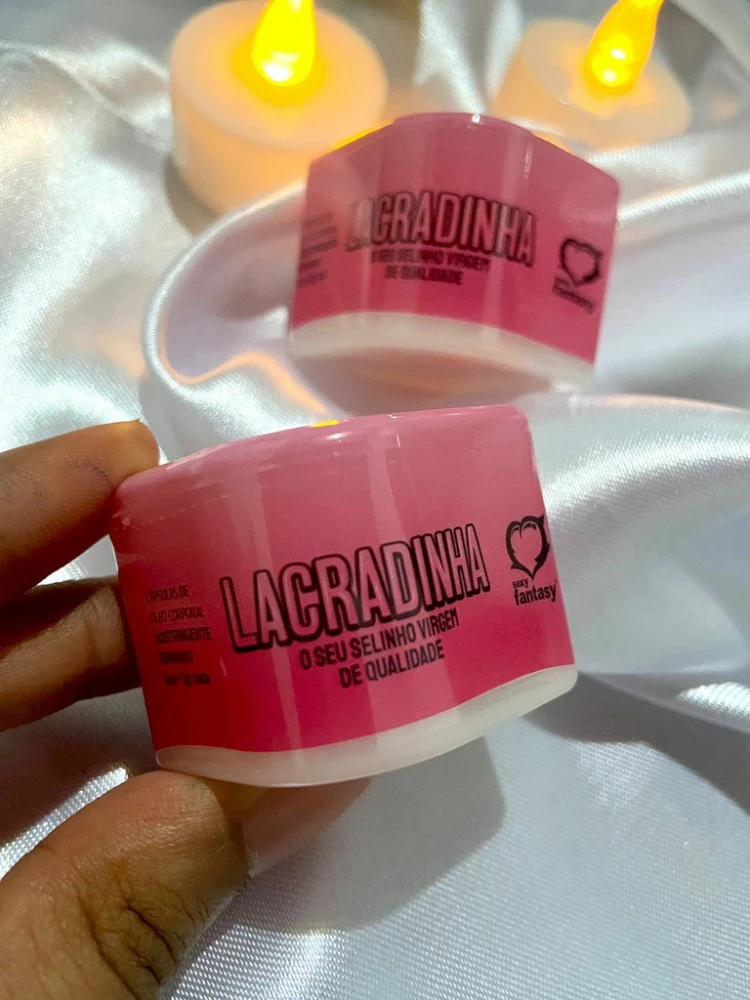 LACRADINHA
O SEU SELINHO VIRGEM
DE QUALIDADE
CÁPSULAS DE
ÓLEO CORPORAL
ADSTRINGENTE
FEMININO
LACRADINHA
O SEU SELINHO VIRGEM
DE QUALIDADE
sexy
fantasy